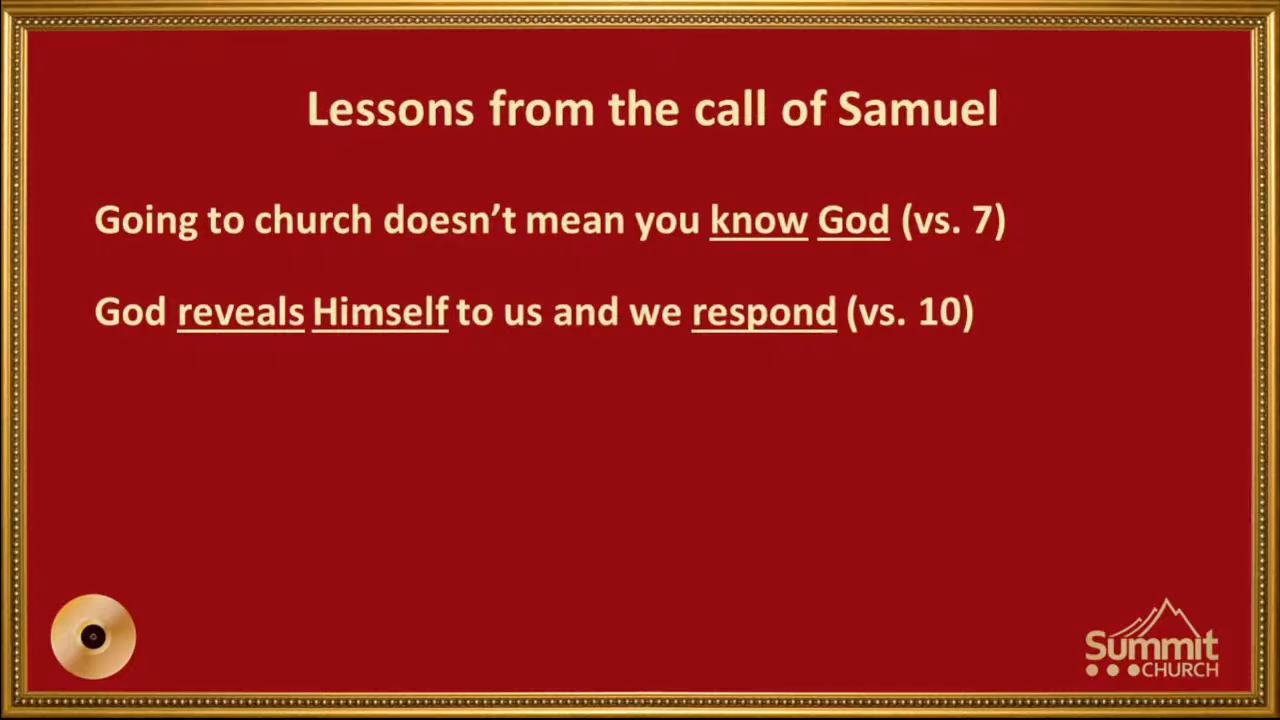 Lessons from the call of Samuel
Going to church doesn’t mean you know God (vs. 7)
God reveals Himself to us and we respond (vs. 10)
Summit
CHURCH